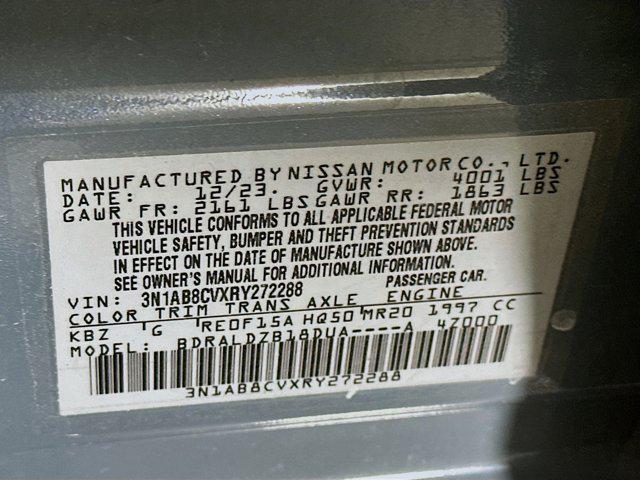 MANUFACTURED BY NISSAN MOTOR CO., LTD.
DATE: 12/23. GVWR: 4001 LBS
GAWR FR: 2161 LBS GAWR RR: 1863 LBS
THIS VEHICLE CONFORMS TO ALL APPLICABLE FEDERAL MOTOR
VEHICLE SAFETY, BUMPER AND THEFT PREVENTION STANDARDS
IN EFFECT ON THE DATE OF MANUFACTURE SHOWN ABOVE.
SEE OWNER'S MANUAL FOR ADDITIONAL INFORMATION.
VIN: 3N1AB8CVXRY272288 PASSENGER CAR.
COLOR TRIM TRANS AXLE ENGINE
KBZ G RE0F15A HQ50 MR20 1997 CC
MODEL: BDRALDZB18DUA----A 4Z000
3N1AB8CVXRY272288